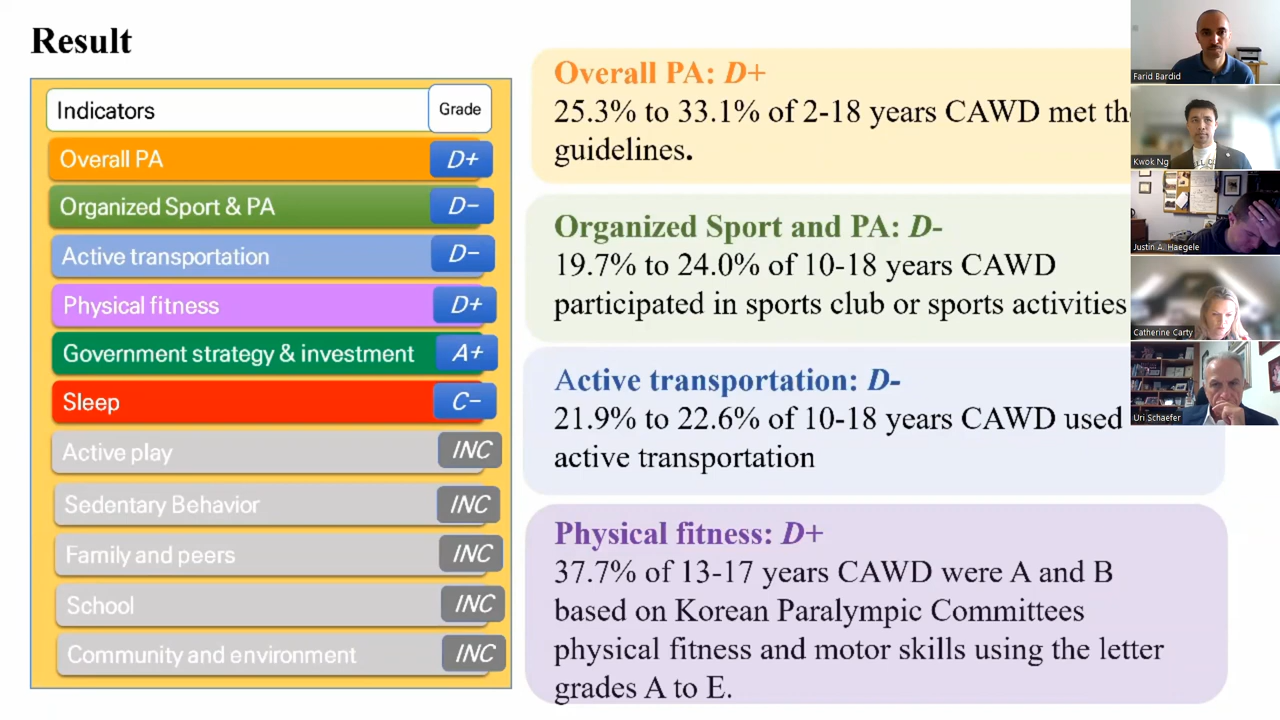 Result
Indicators
Grade
Overall PA
D+
Organized Sport & PA
D–
Active transportation
D–
Physical fitness
D+
Government strategy & investment
A+
Sleep
C–
Active play
INC
Sedentary Behavior
INC
Family and peers
INC
School
INC
Community and environment
INC
Overall PA: D+
25.3% to 33.1% of 2-18 years CAWD met th
guidelines.
Organized Sport and PA: D-
19.7% to 24.0% of 10-18 years CAWD
participated in sports club or sports activities
Active transportation: D-
21.9% to 22.6% of 10-18 years CAWD used
active transportation
Physical fitness: D+
37.7% of 13-17 years CAWD were A and B
based on Korean Paralympic Committees
physical fitness and motor skills using the letter
grades A to E.
Farid Bardid
Kwok Ng
Justin A. Haegele
Catherine Carty
Uri Schaefer